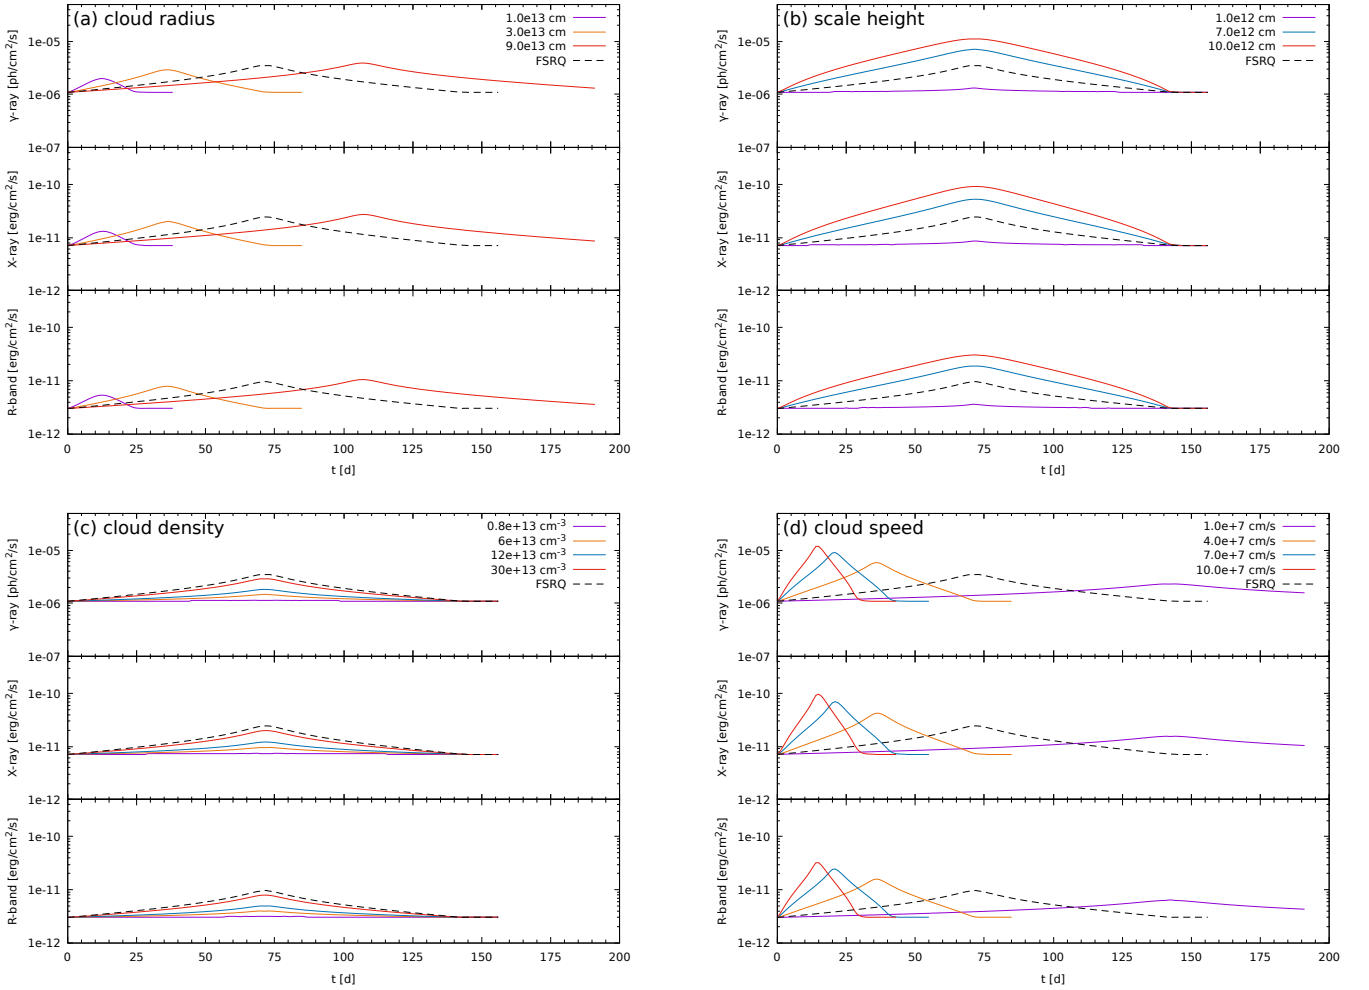 (a) cloud radius
1.0e13 cm
3.0e13 cm
9.0e13 cm
FSRQ
γ-ray [ph/cm²/s]
1e-05
1e-06
1e-07
X-ray [erg/cm²/s]
1e-10
1e-11
1e-12
R-band [erg/cm²/s]
1e-10
1e-11
1e-12
0 25 50 75 100 125 150 175 200
t [d]
(b) scale height
1.0e12 cm
7.0e12 cm
10.0e12 cm
FSRQ
γ-ray [ph/cm²/s]
1e-05
1e-06
1e-07
X-ray [erg/cm²/s]
1e-10
1e-11
1e-12
R-band [erg/cm²/s]
1e-10
1e-11
1e-12
0 25 50 75 100 125 150 175 200
t [d]
(c) cloud density
0.8e+13 cm⁻³
6e+13 cm⁻³
12e+13 cm⁻³
30e+13 cm⁻³
FSRQ
γ-ray [ph/cm²/s]
1e-05
1e-06
1e-07
X-ray [erg/cm²/s]
1e-10
1e-11
1e-12
R-band [erg/cm²/s]
1e-10
1e-11
1e-12
0 25 50 75 100 125 150 175 200
t [d]
(d) cloud speed
1.0e+7 cm/s
4.0e+7 cm/s
7.0e+7 cm/s
10.0e+7 cm/s
FSRQ
γ-ray [ph/cm²/s]
1e-05
1e-06
1e-07
X-ray [erg/cm²/s]
1e-10
1e-11
1e-12
R-band [erg/cm²/s]
1e-10
1e-11
1e-12
0 25 50 75 100 125 150 175 200
t [d]